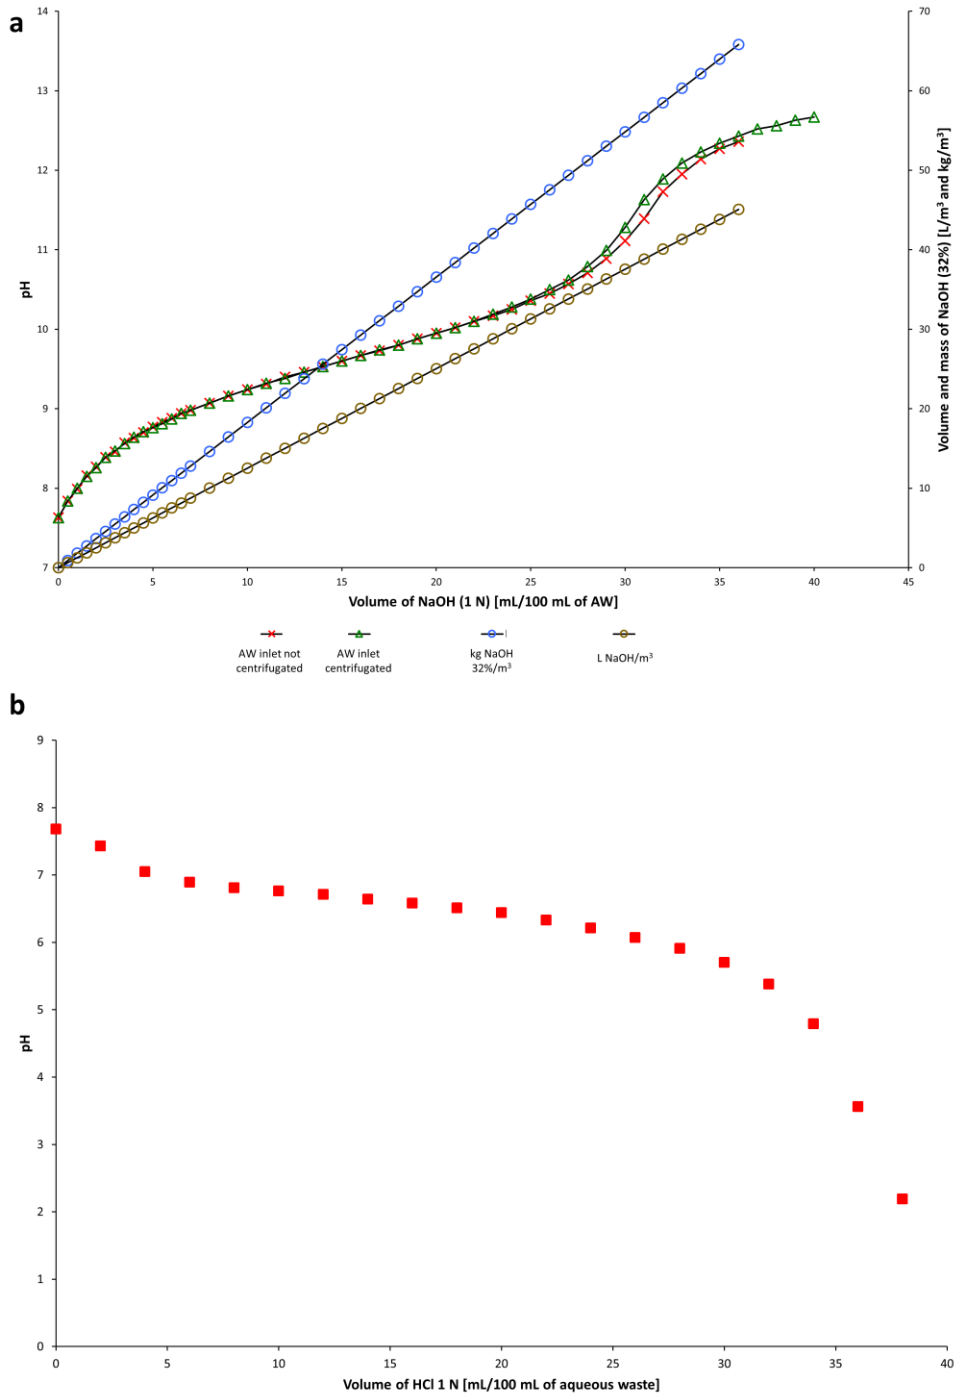 a
14
13
12
11
10
9
8
7
pH
70
60
50
40
30
20
10
0
Volume and mass of NaOH (32%) [L/m³ and kg/m³]
0 5 10 15 20 25 30 35 40 45
Volume of NaOH (1 N) [mL/100 mL of AW]
AW inlet not centrifugated
AW inlet centrifugated
kg NaOH 32%/m³
L NaOH/m³
b
9
8
7
6
5
4
3
2
1
0
pH
0 5 10 15 20 25 30 35 40
Volume of HCl 1 N [mL/100 mL of aqueous waste]